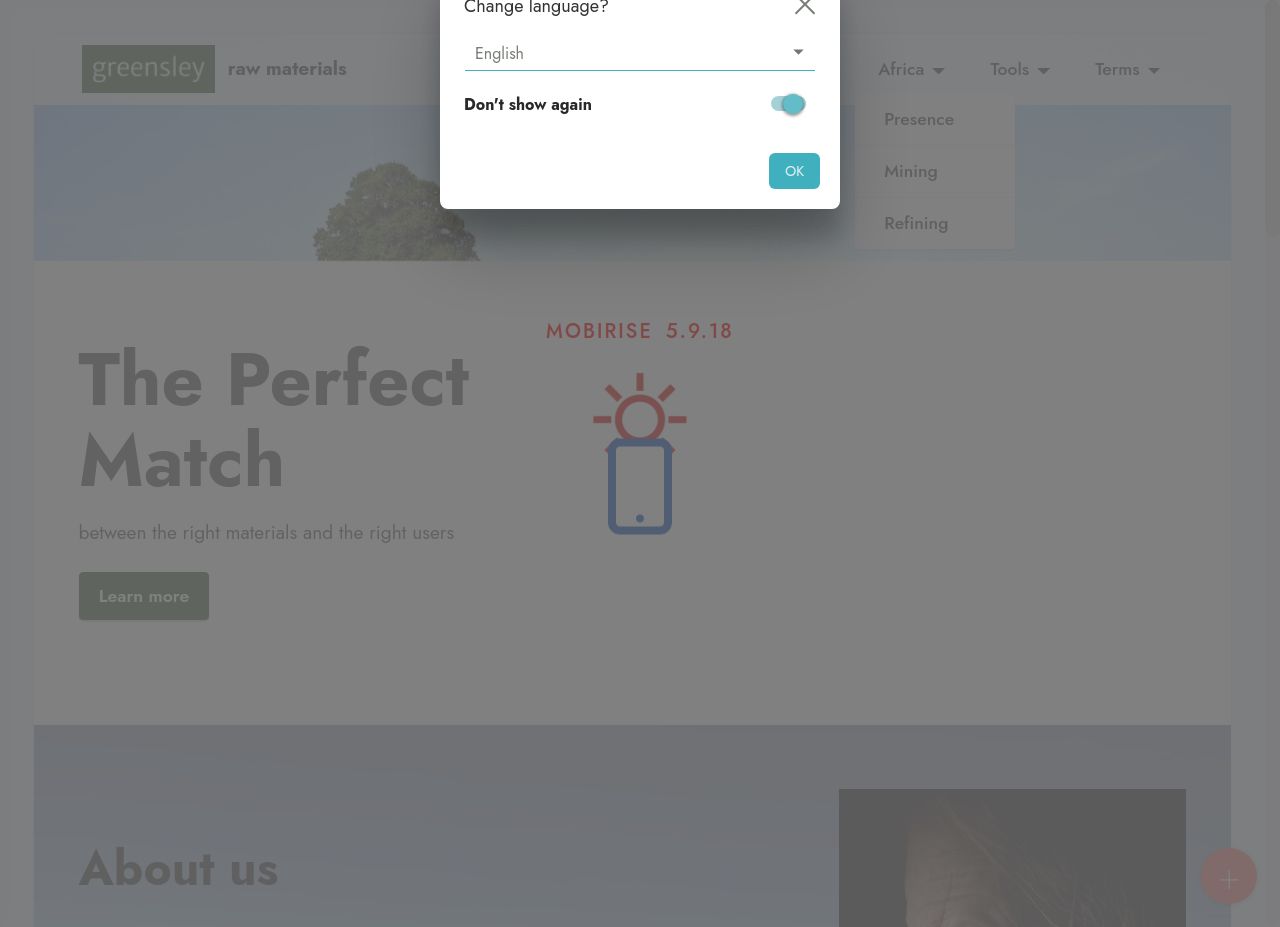 Change language?
English
Don't show again
OK
greensley raw materials
Africa Tools Terms
Presence
Mining
Refining
MOBIRISE 5.9.18
The Perfect
Match
between the right materials and the right users
Learn more
About us